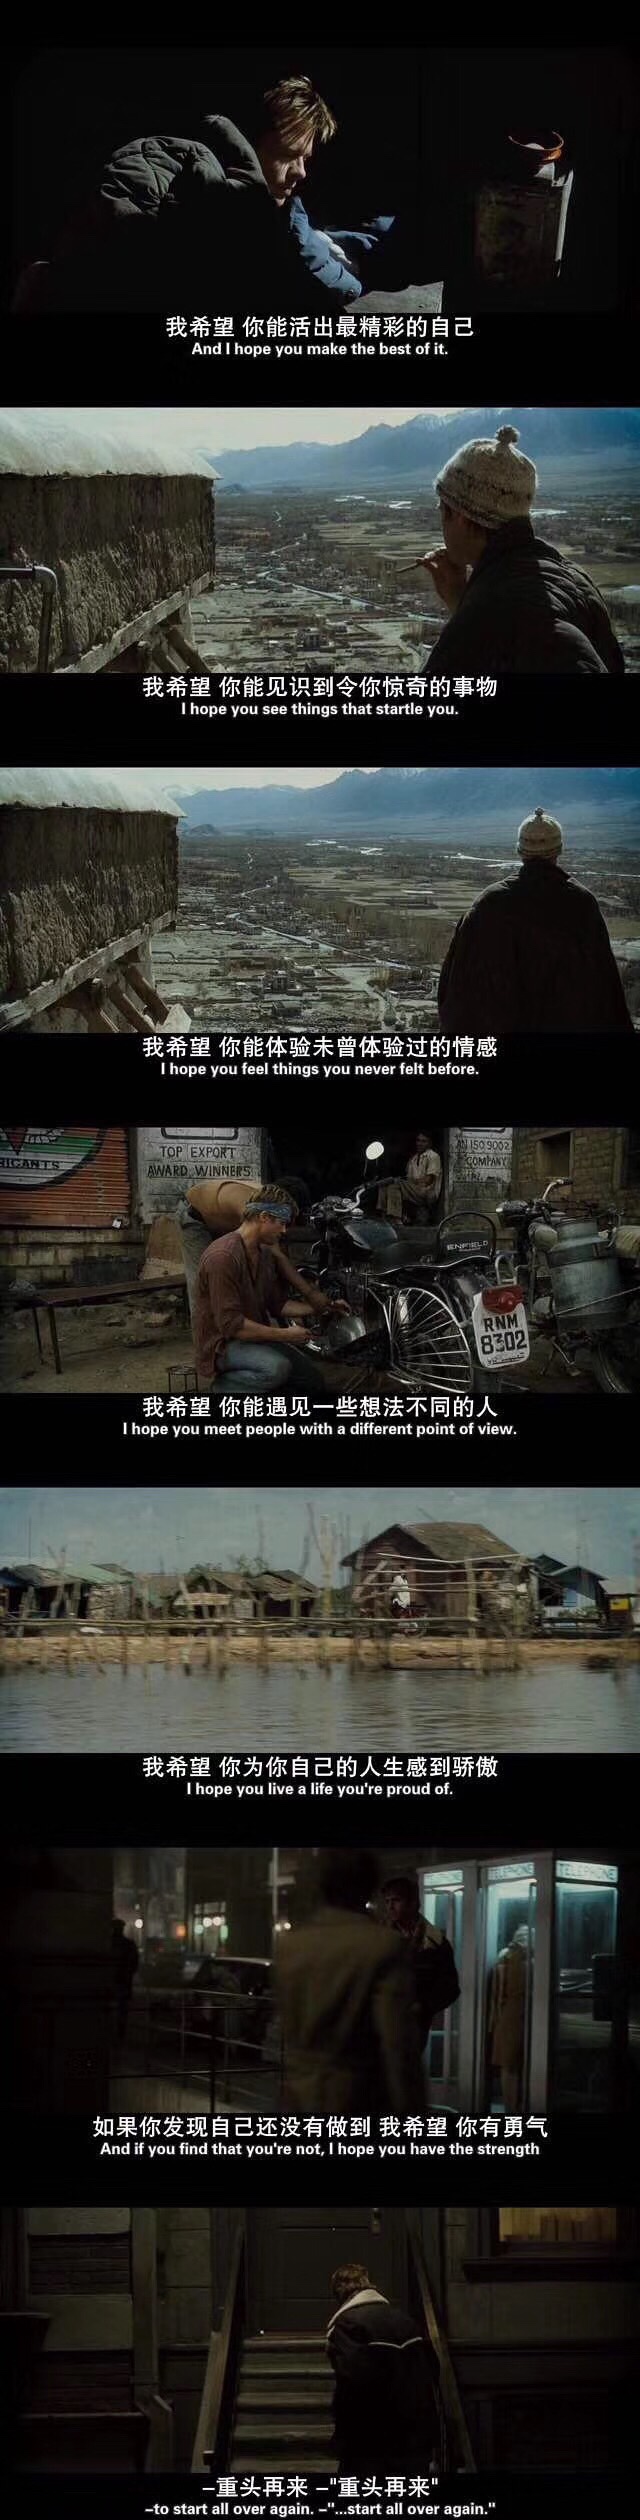 我希望 你能活出最精彩的自己
And I hope you make the best of it.
我希望 你能见识到令你惊奇的事物
I hope you see things that startle you.
我希望 你能体验未曾体验过的情感
I hope you feel things you never felt before.
RICANTS
TOP EXPORT
AWARD WINNERS
AN ISO 9002
COMPANY
ENFIELD
RNM
8302
我希望 你能遇见一些想法不同的人
I hope you meet people with a different point of view.
我希望 你为你自己的人生感到骄傲
I hope you live a life you're proud of.
TELEPHONE
TELEPHONE
如果你发现自己还没有做到 我希望 你有勇气
And if you find that you're not, I hope you have the strength
–重头再来 –"重头再来"
–to start all over again. –"...start all over again."